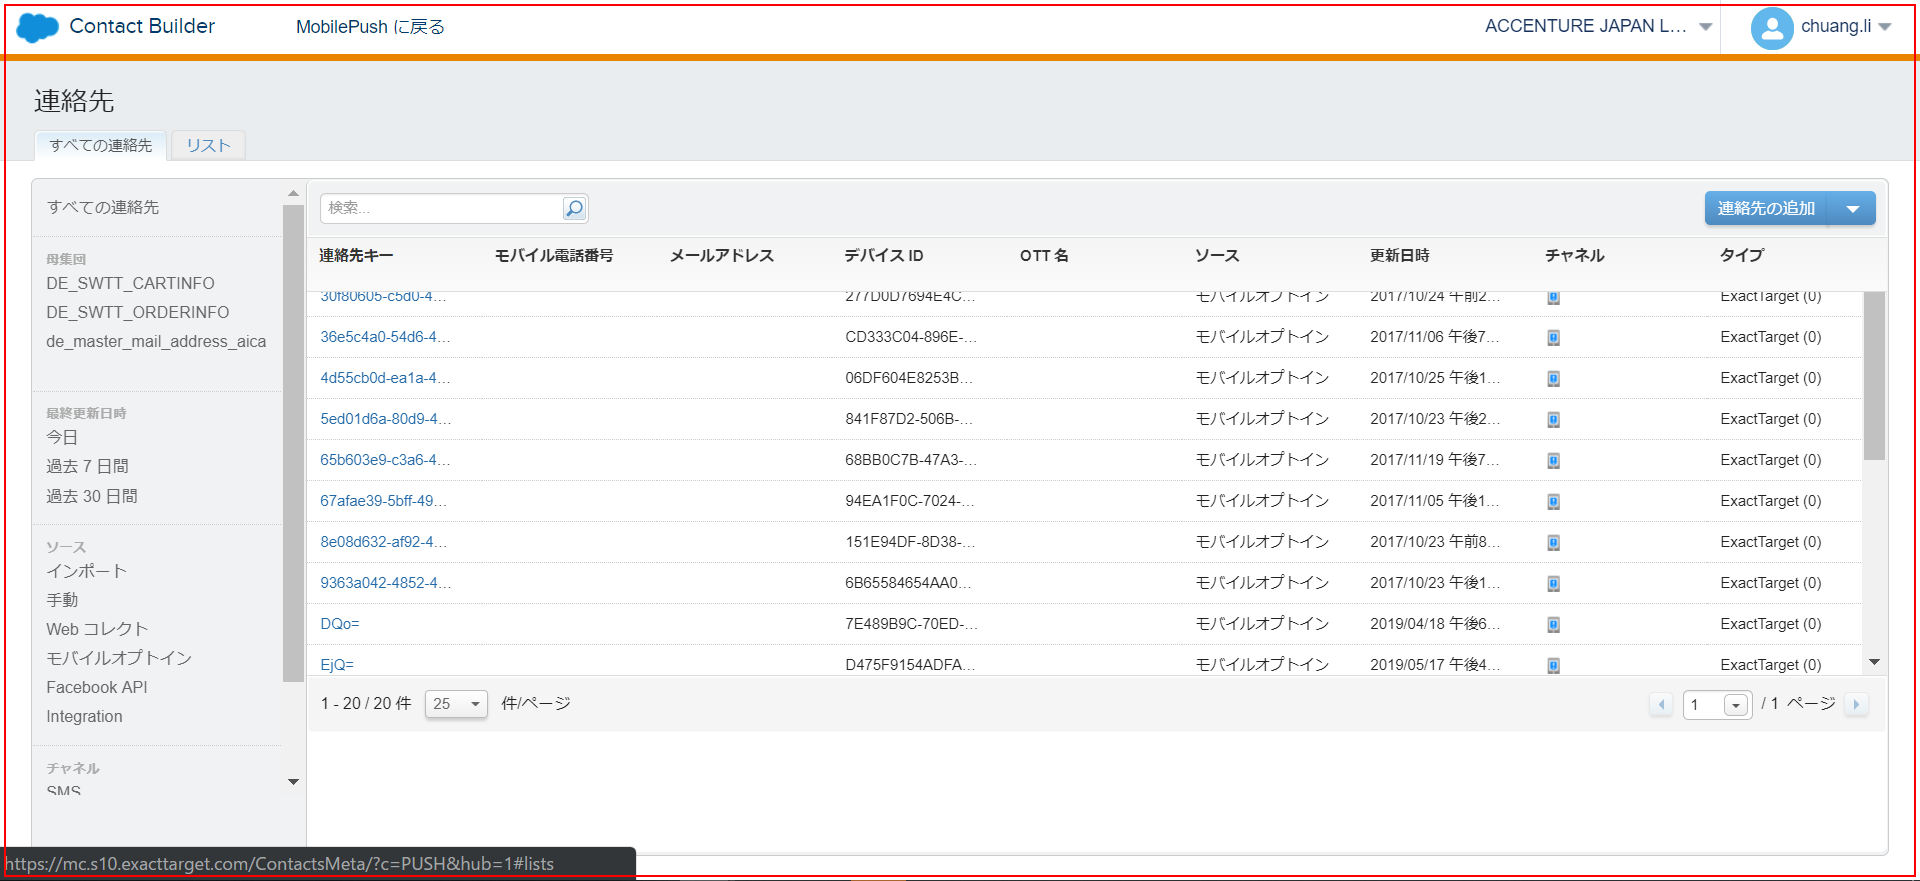 Contact Builder
MobilePush に戻る
ACCENTURE JAPAN L...
chuang.li
連絡先
すべての連絡先
リスト
すべての連絡先
母集団
DE_SWTT_CARTINFO
DE_SWTT_ORDERINFO
de_master_mail_address_aica
最終更新日時
今日
過去 7 日間
過去 30 日間
ソース
インポート
手動
Web コレクト
モバイルオプトイン
Facebook API
Integration
チャネル
SMS
検索...
連絡先の追加
連絡先キー モバイル電話番号 メールアドレス デバイス ID OTT 名 ソース 更新日時 チャネル タイプ
30f80605-c5d0-4... 277D0D7694E4C... モバイルオプトイン 2017/10/24 午前2... ExactTarget (0)
36e5c4a0-54d6-4... CD333C04-896E-... モバイルオプトイン 2017/11/06 午後7... ExactTarget (0)
4d55cb0d-ea1a-4... 06DF604E8253B... モバイルオプトイン 2017/10/25 午後1... ExactTarget (0)
5ed01d6a-80d9-4... 841F87D2-506B-... モバイルオプトイン 2017/10/23 午後2... ExactTarget (0)
65b603e9-c3a6-4... 68BB0C7B-47A3-... モバイルオプトイン 2017/11/19 午後7... ExactTarget (0)
67afae39-5bff-49... 94EA1F0C-7024-... モバイルオプトイン 2017/11/05 午後1... ExactTarget (0)
8e08d632-af92-4... 151E94DF-8D38-... モバイルオプトイン 2017/10/23 午前8... ExactTarget (0)
9363a042-4852-4... 6B65584654AA0... モバイルオプトイン 2017/10/23 午後1... ExactTarget (0)
DQo= 7E489B9C-70ED-... モバイルオプトイン 2019/04/18 午後6... ExactTarget (0)
EjQ= D475F9154ADFA... モバイルオプトイン 2019/05/17 午後4... ExactTarget (0)
1 - 20 / 20 件 25 件/ページ
1 / 1 ページ
https://mc.s10.exacttarget.com/ContactsMeta/?c=PUSH&hub=1#lists